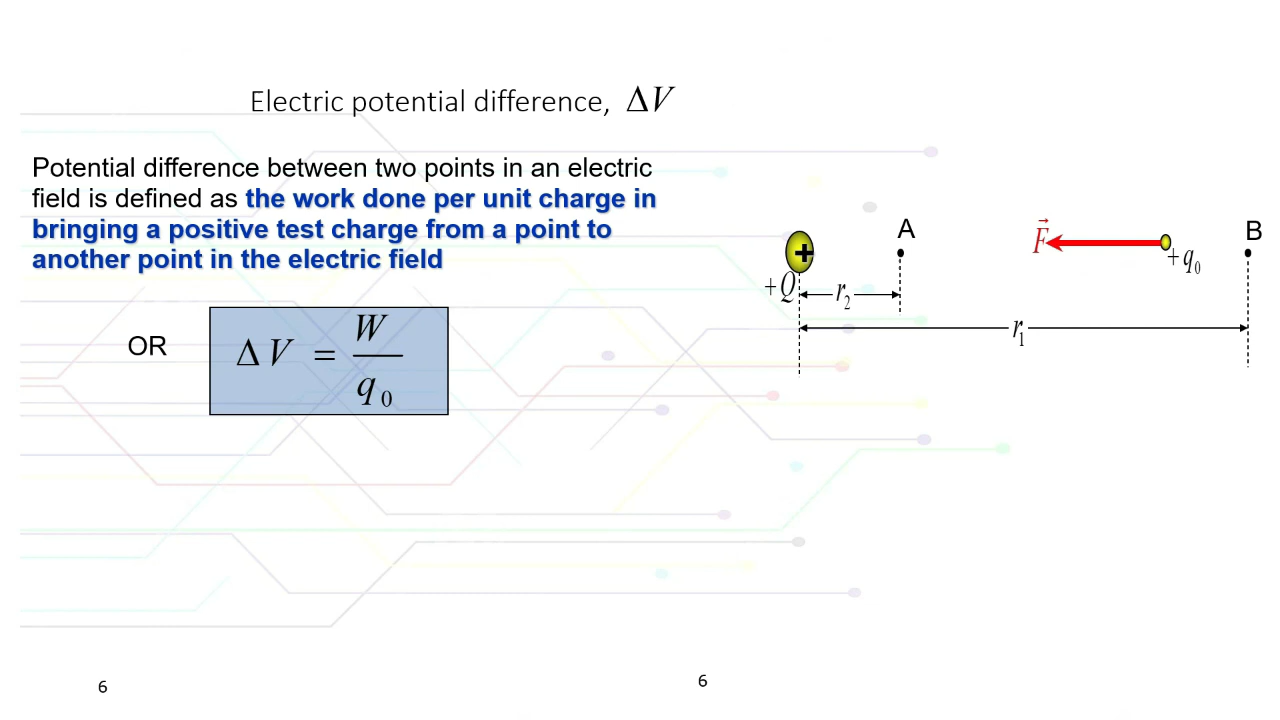 Electric potential difference, ΔV
Potential difference between two points in an electric
field is defined as the work done per unit charge in
bringing a positive test charge from a point to
another point in the electric field
OR
Δ V = W / q₀
+
+Q
A
F⃗
+q₀
B
r₂
r₁
6
6